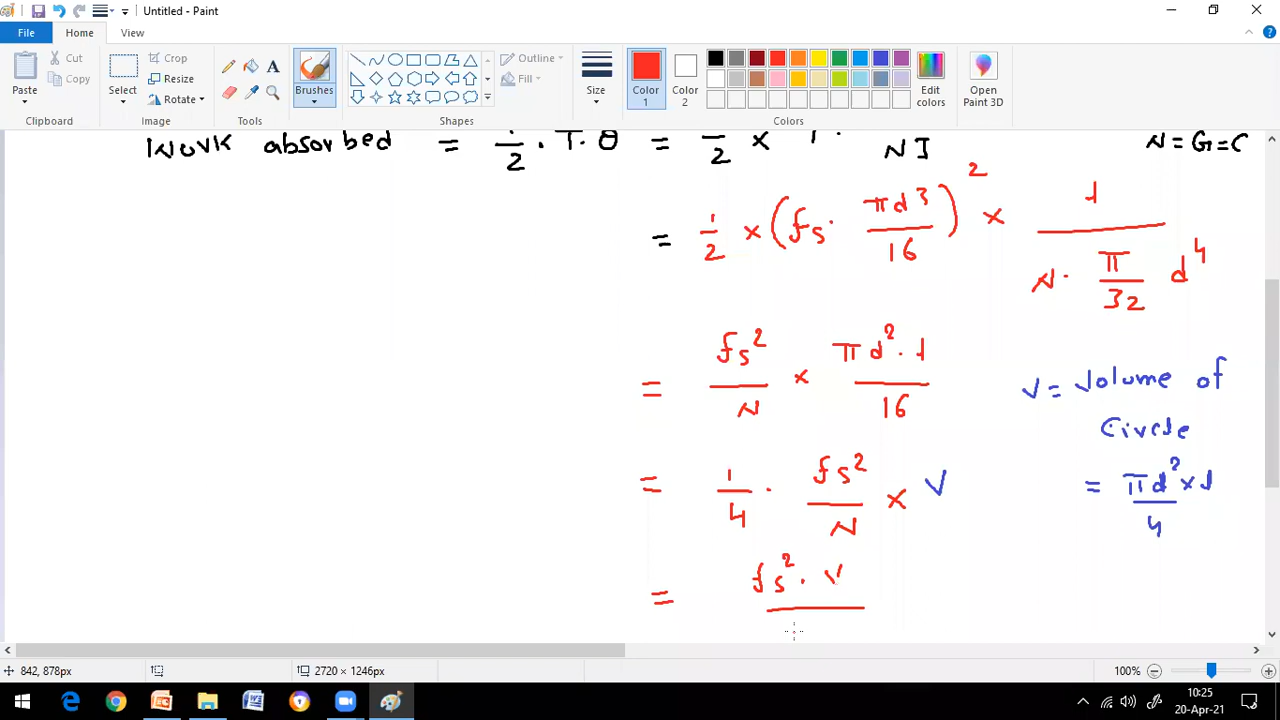 Untitled - Paint
File Home View
Paste Cut Copy Select Crop Resize Rotate Brushes Outline Fill Size Color 1 Color 2 Edit colors Open Paint 3D
Clipboard Image Tools Shapes Colors
Work absorbed = 1/2 . T. θ = 1/2 × T. / NJ N = G = C
= 1/2 × (fs. πd3/16)² × l / N. π/32 d⁴
= fs²/N × πd². l/16
V = Volume of
Circle
= 1/4 . fs²/N × V
= πd² × l/4
= fs². V
842, 878px 2720 × 1246px 100%
10:25
20-Apr-21